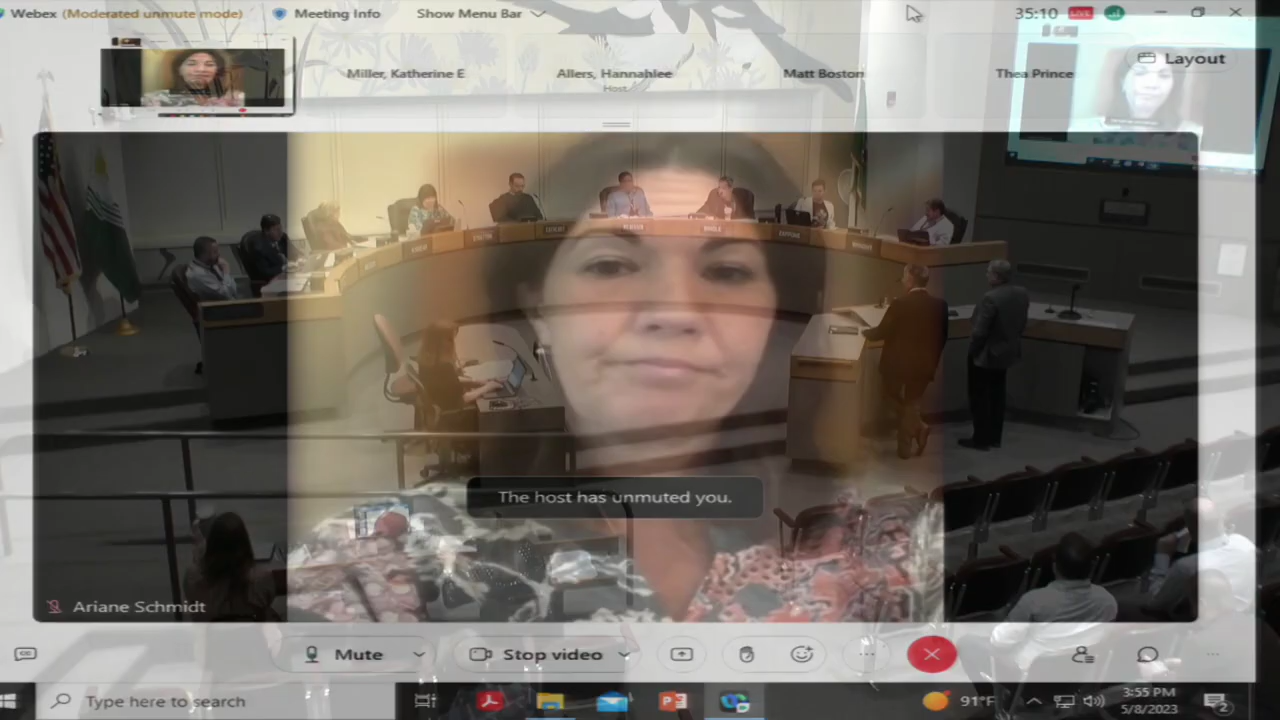 Webex (Moderated unmute mode) Meeting Info Show Menu Bar 35:10 LIVE
Layout
Miller, Katherine E Allers, Hannahlee Matt Boston Thea Prince
Host
The host has unmuted you.
Ariane Schmidt
Mute Stop video
Type here to search 91°F 3:55 PM
5/8/2023 2